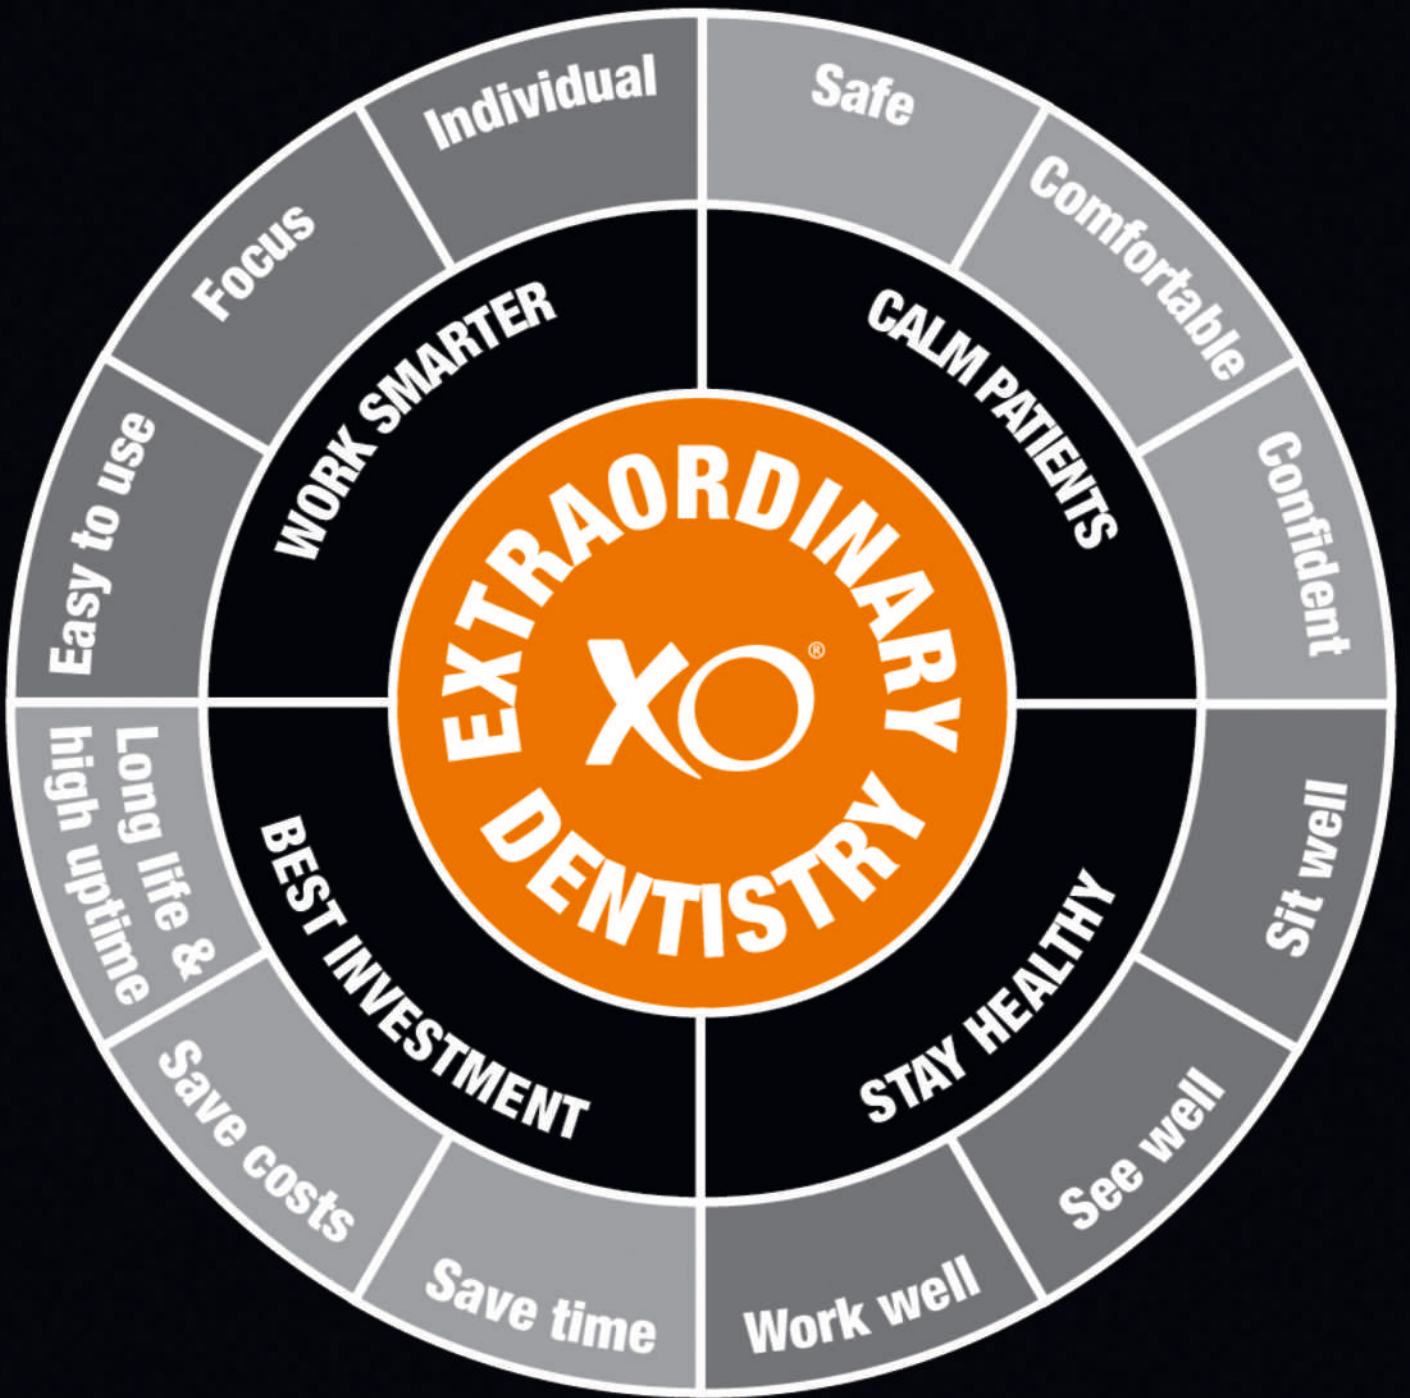 EXTRAORDINARY
XO®
DENTISTRY
CALM PATIENTS
Safe
Comfortable
Confident
STAY HEALTHY
Sit well
See well
Work well
BEST INVESTMENT
Save time
Save costs
Long life &
high uptime
WORK SMARTER
Easy to use
Focus
Individual